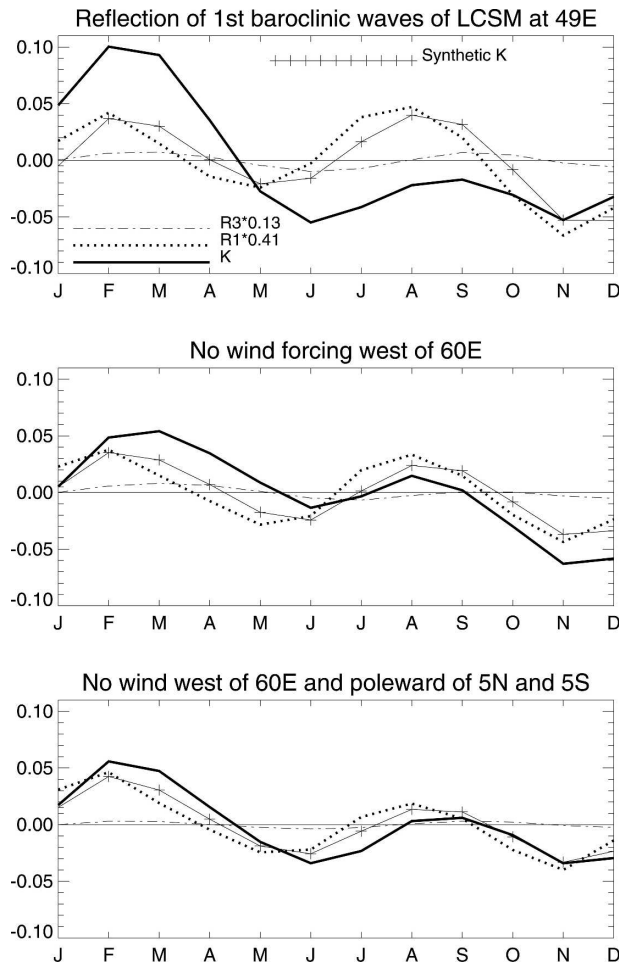 Reflection of 1st baroclinic waves of LCSM at 49E
0.10
Synthetic K
0.05
0.00
-0.05
R3*0.13
R1*0.41
K
-0.10
J F M A M J J A S O N D
No wind forcing west of 60E
0.10
0.05
0.00
-0.05
-0.10
J F M A M J J A S O N D
No wind west of 60E and poleward of 5N and 5S
0.10
0.05
0.00
-0.05
-0.10
J F M A M J J A S O N D